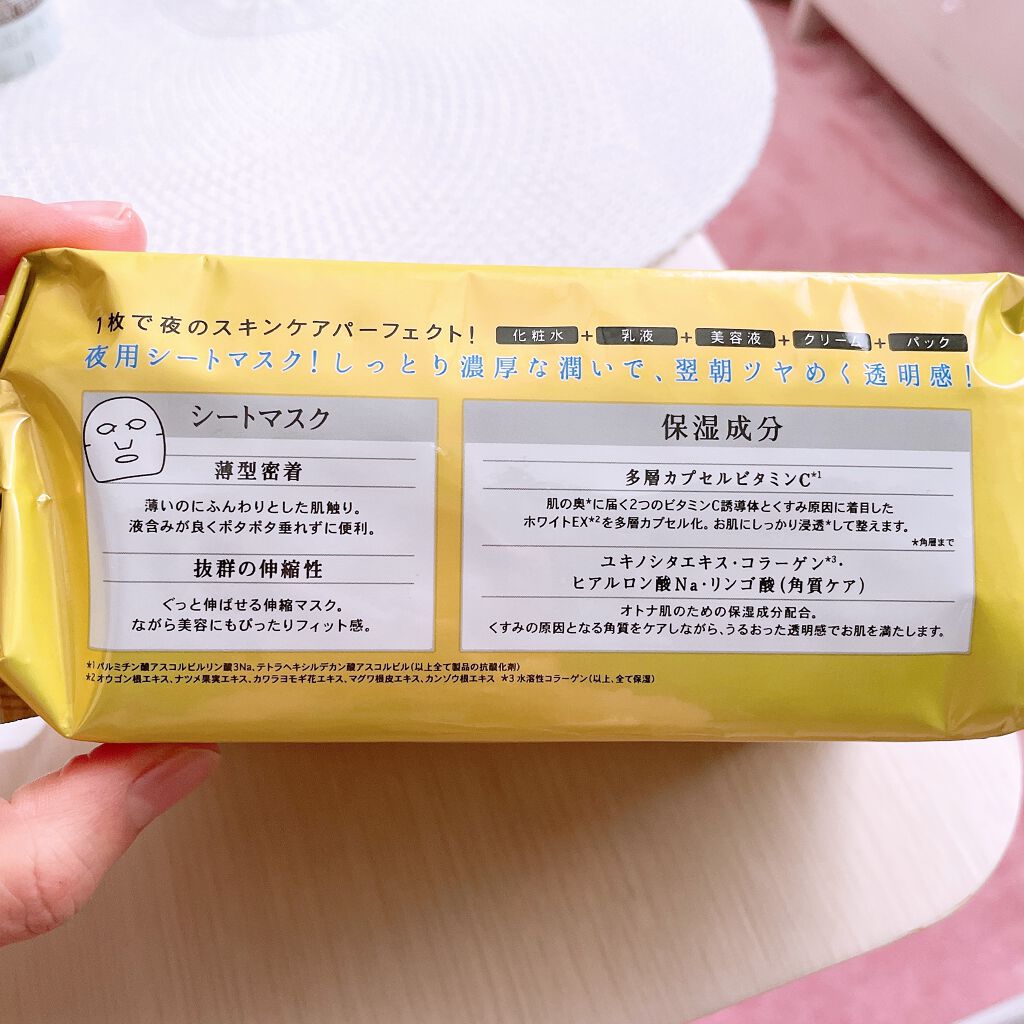 1枚で夜のスキンケアパーフェクト! 化粧水+乳液+美容液+クリーム+パック
夜用シートマスク!しっとり濃厚な潤いで、翌朝ツヤめく透明感!
シートマスク
薄型密着
薄いのにふんわりとした肌触り。
液含みが良くポタポタ垂れずに便利。
抜群の伸縮性
ぐっと伸ばせる伸縮マスク。
ながら美容にもぴったりフィット感。
保湿成分
多層カプセルビタミンC*1
肌の奥*に届く2つのビタミンC誘導体とくすみ原因に着目した
ホワイトEX*2を多層カプセル化。お肌にしっかり浸透*して整えます。
*角層まで
ユキノシタエキス・コラーゲン*3・
ヒアルロン酸Na・リンゴ酸(角質ケア)
オトナ肌のための保湿成分配合。
くすみの原因となる角質をケアしながら、うるおった透明感でお肌を満たします。
*1パルミチン酸アスコルビルリン酸3Na、テトラヘキシルデカン酸アスコルビル(以上全て製品の抗酸化剤)
*2オウゴン根エキス、ナツメ果実エキス、カワラヨモギ花エキス、マグワ根皮エキス、カンゾウ根エキス *3水溶性コラーゲン(以上、全て保湿)